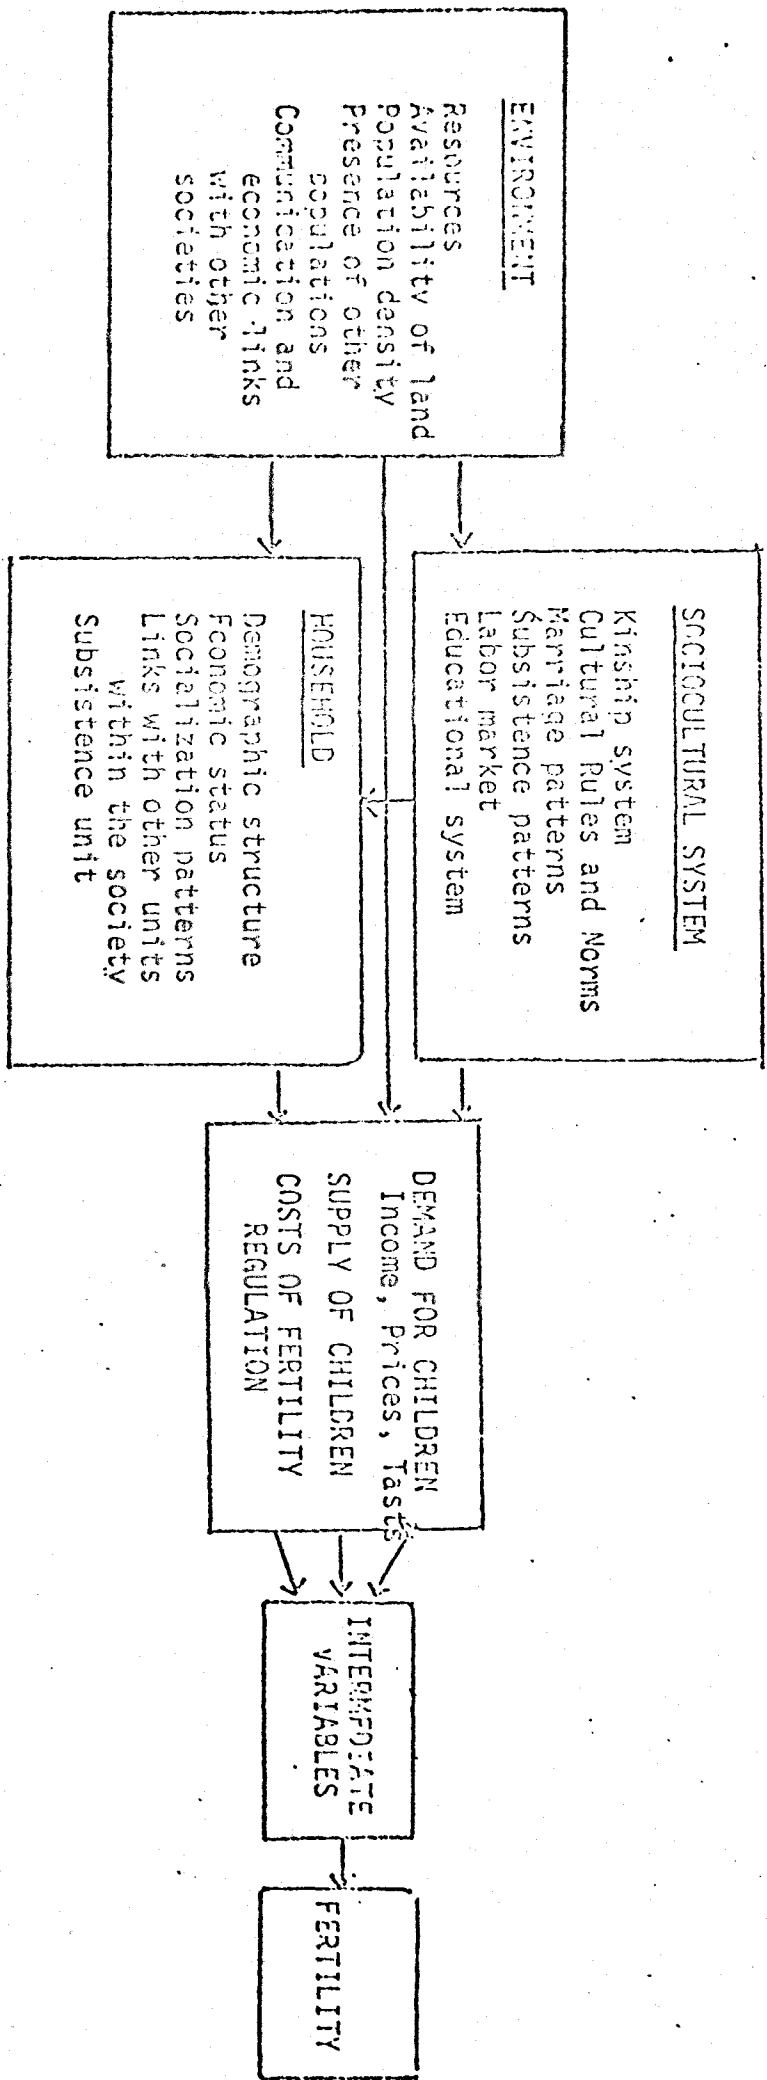 ENVIRONMENT
Resources
Availability of land
Population density
Presence of other
populations
Communication and
economic links
with other
societies
SOCIOCULTURAL SYSTEM
Kinship system
Cultural Rules and Norms
Marriage patterns
Subsistence patterns
Labor market
Educational system
HOUSEHOLD
Demographic structure
Economic status
Socialization patterns
Links with other units
within the society
Subsistence unit
DEMAND FOR CHILDREN
Income, Prices, Tasts
SUPPLY OF CHILDREN
COSTS OF FERTILITY
REGULATION
INTERMEDIATE
VARIABLES
FERTILITY